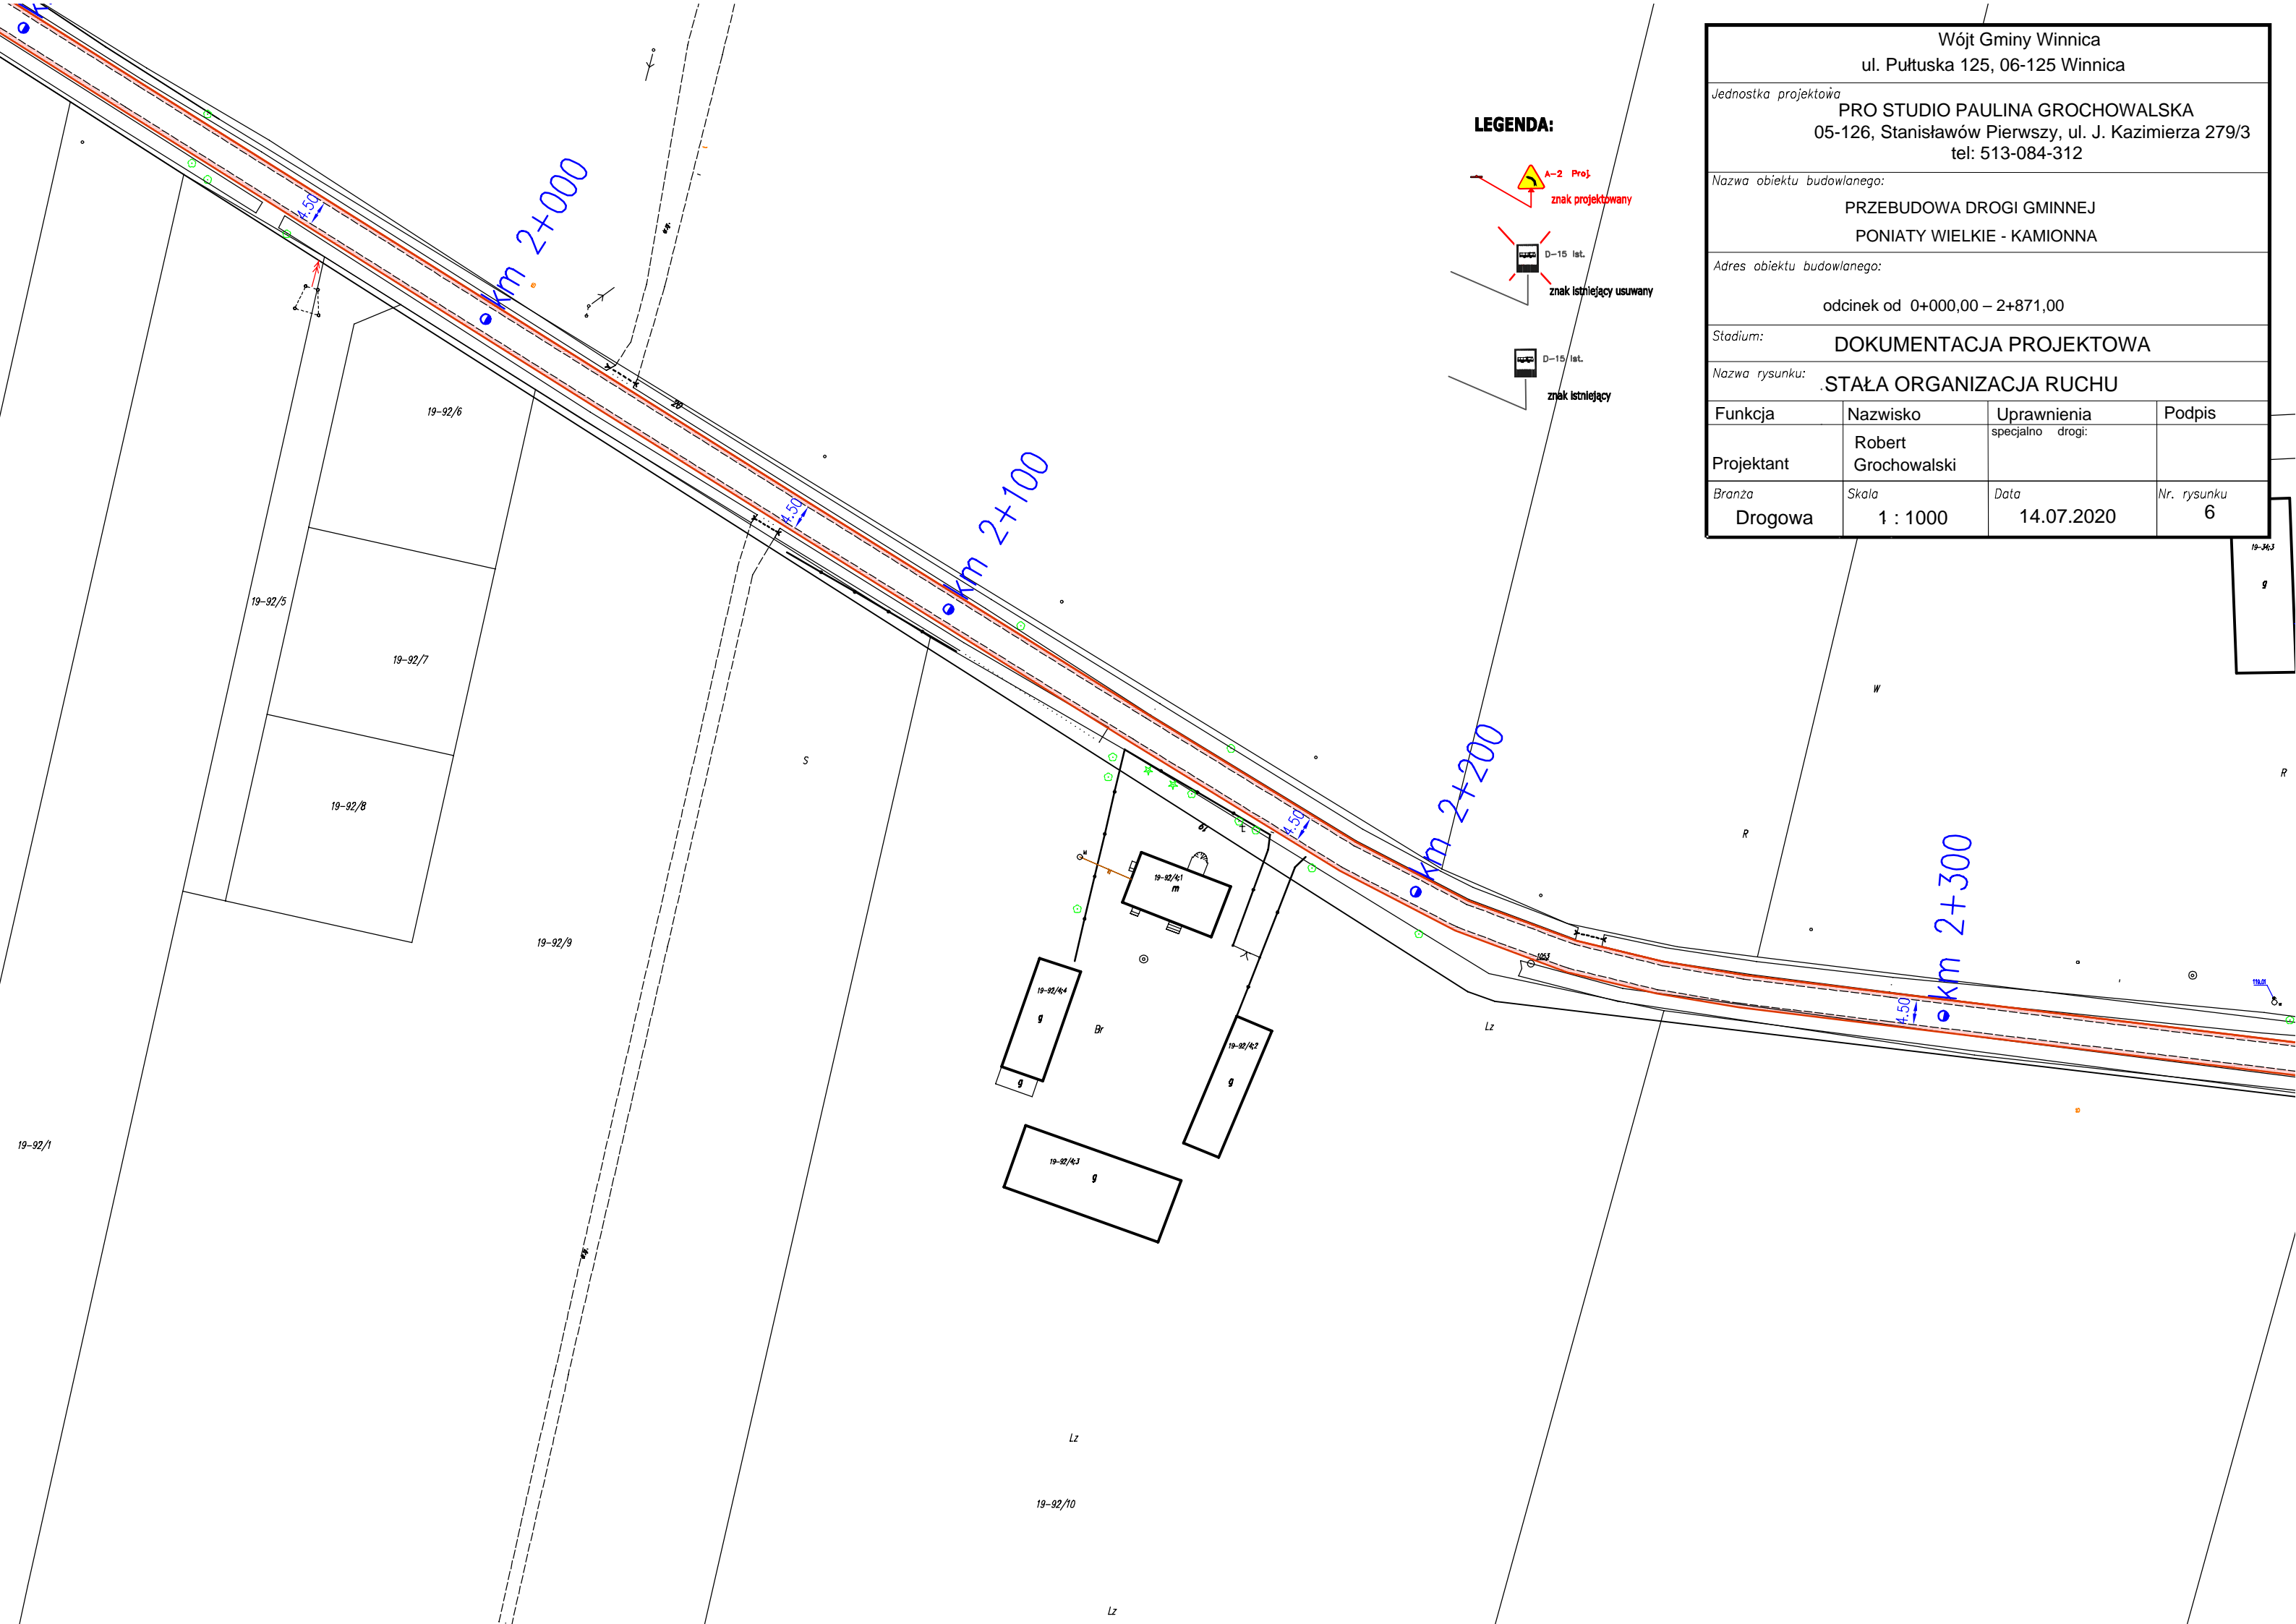 Wójt Gminy Winnica
ul. Pułtuska 125, 06-125 Winnica
Jednostka projektowa
PRO STUDIO PAULINA GROCHOWALSKA
05-126, Stanisławów Pierwszy, ul. J. Kazimierza 279/3
tel: 513-084-312
Nazwa obiektu budowlanego:
PRZEBUDOWA DROGI GMINNEJ
PONIATY WIELKIE - KAMIONNA
Adres obiektu budowlanego:
odcinek od 0+000,00 – 2+871,00
Stadium: DOKUMENTACJA PROJEKTOWA
Nazwa rysunku: STAŁA ORGANIZACJA RUCHU
Funkcja Nazwisko Uprawnienia Podpis
Projektant Robert Grochowalski specjalno drogi:
Branża Skala Data Nr. rysunku
Drogowa 1 : 1000 14.07.2020 6
LEGENDA:
A-2 Proj.
znak projektowany
D-15 Ist.
znak istniejący usuwany
D-15 Ist.
znak istniejący
km 2+000
km 2+100
km 2+200
km 2+300
4.50
4.50
4.50
4.50
20
19-92/6
19-92/5
19-92/7
19-92/8
19-92/9
19-92/1
19-92/10
S
W
R
R
19-34;3
g
t
19-92/4;1
m
19-92/4;4
g
g
Br
19-92/4;2
g
19-92/4;3
g
Lz
Lz
Lz